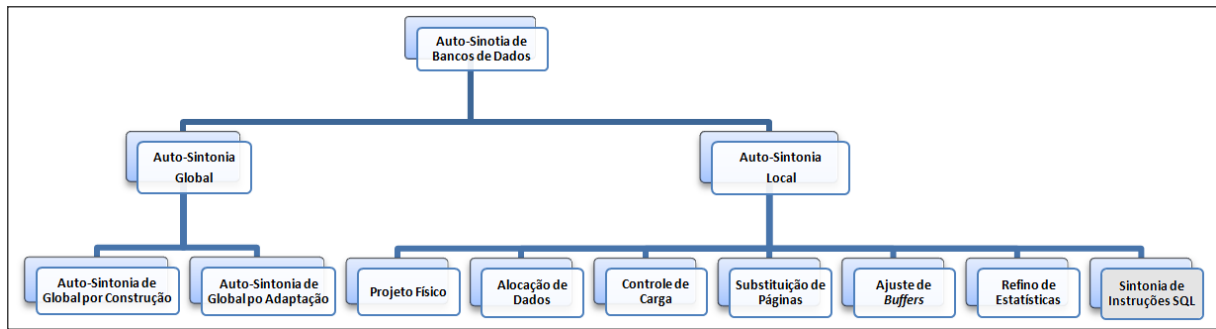 Auto-Sinotia de
Bancos de Dados
Auto-Sintonia
Global
Auto-Sintonia
Local
Auto-Sintonia de
Global por Construção
Auto-Sintonia de
Global po Adaptação
Projeto Físico
Alocação de
Dados
Controle de
Carga
Substituição de
Páginas
Ajuste de
Buffers
Refino de
Estatísticas
Sintonia de
Instruções SQL